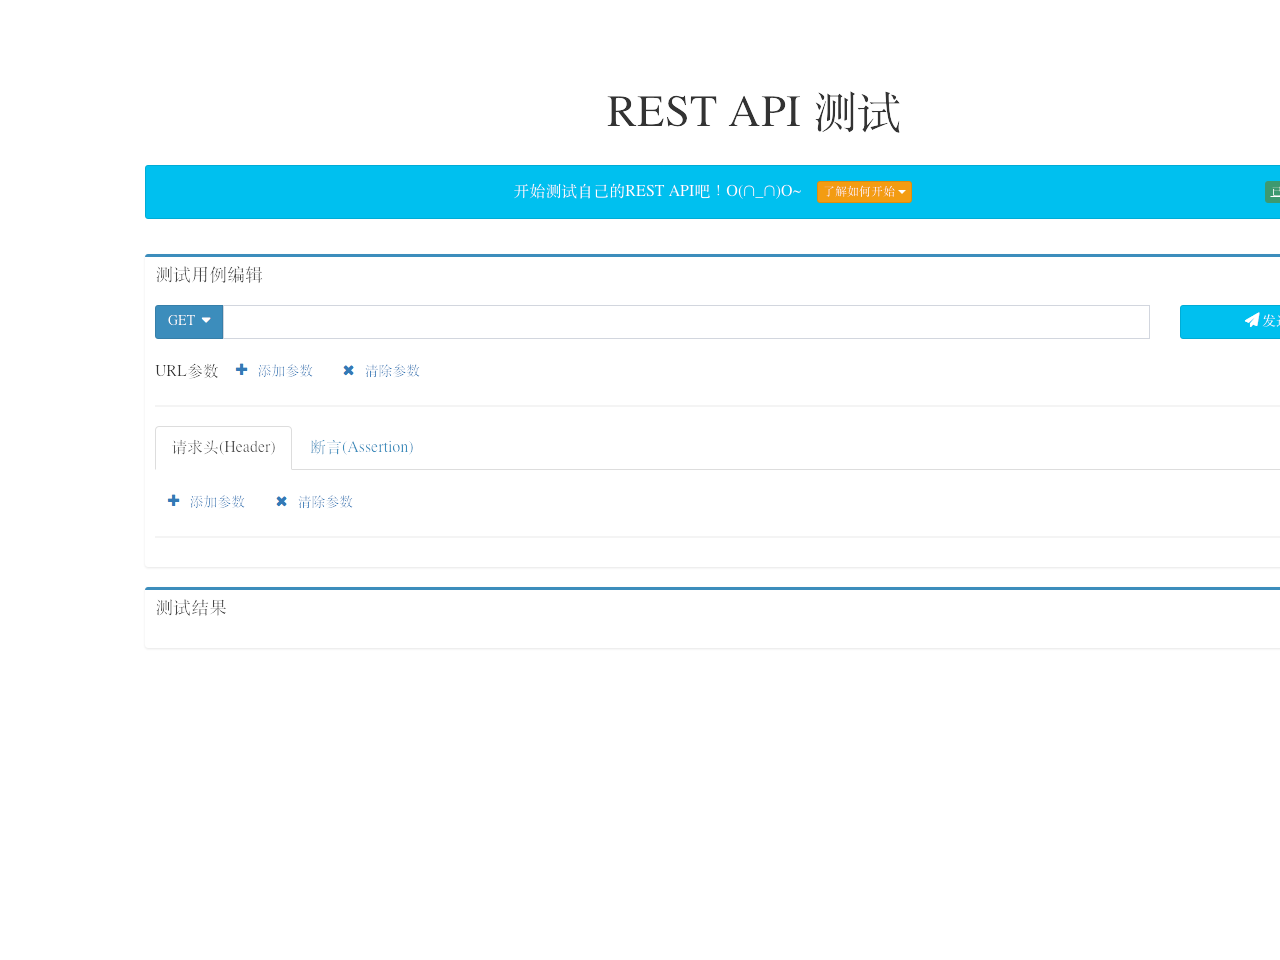 REST API 测试
开始测试自己的REST API吧！O(∩_∩)O~ 了解如何开始
测试用例编辑
GET
URL参数 添加参数 清除参数
请求头(Header) 断言(Assertion)
添加参数 清除参数
测试结果